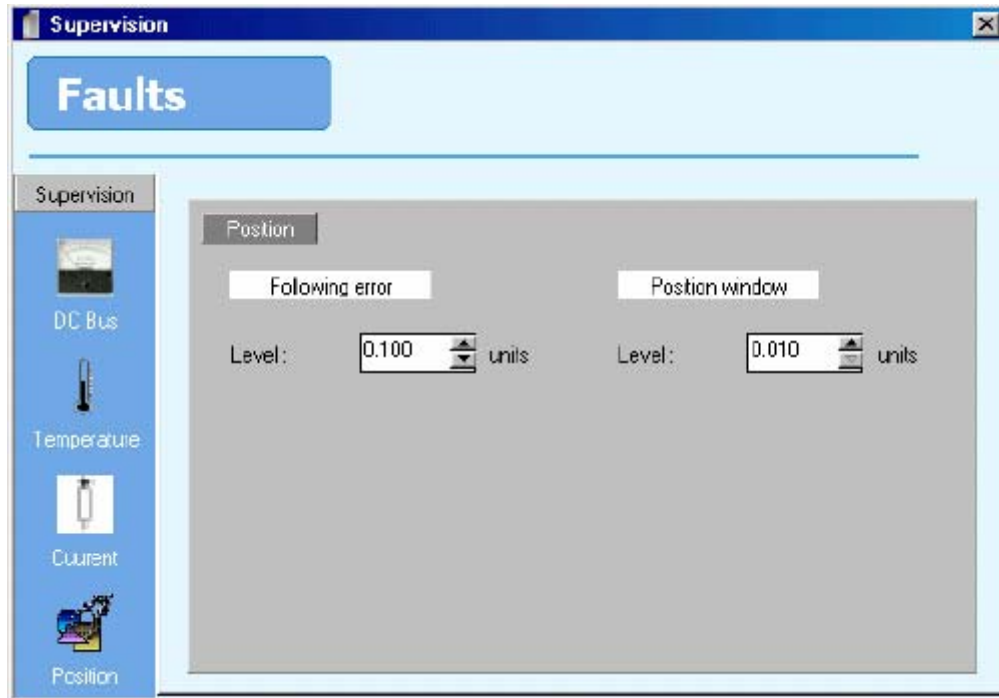 Supervision
Faults
Supervision
DC Bus
Temperature
Cuurent
Position
Position
Following error
Position window
Level: 0.100 units
Level: 0.010 units